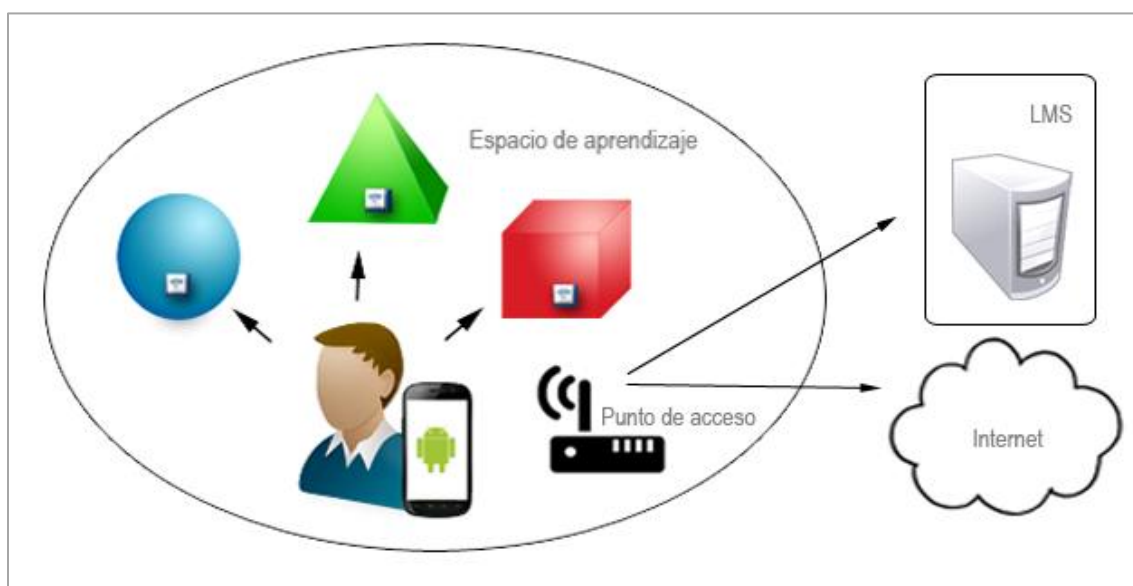 LMS
Espacio de aprendizaje
Punto de acceso
Internet